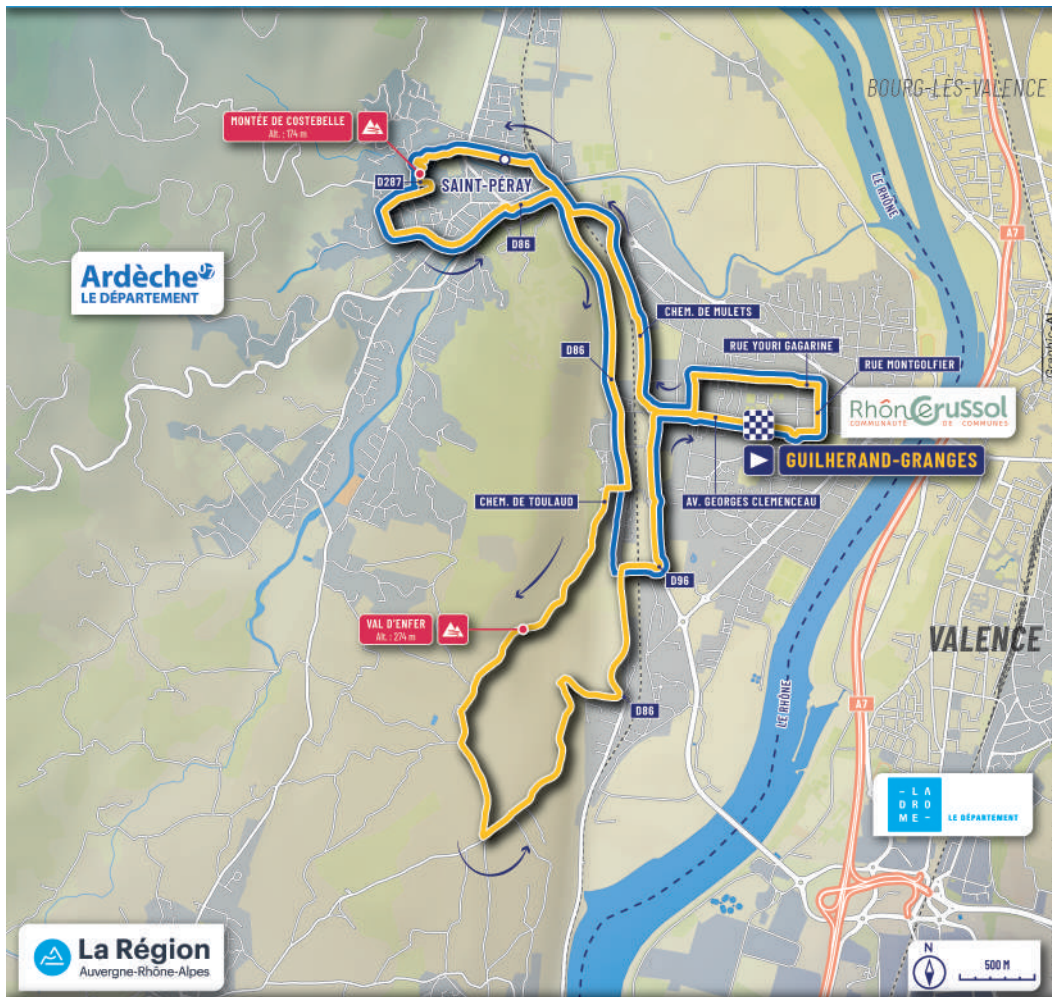 BOURG-LÈS-VALENCE
MONTÉE DE COSTEBELLE
Alt. : 174 m
LE RHÔNE
D287
SAINT-PÉRAY
A7
D86
Ardèche
LE DÉPARTEMENT
CHEM. DE MULETS
RUE YOURI GAGARINE
D86
RUE MONTGOLFIER
RhônCrussol
COMMUNAUTÉ DE COMMUNES
GUILHERAND-GRANGES
CHEM. DE TOULAUD
AV. GEORGES CLEMENCEAU
D96
VAL D'ENFER
Alt. : 274 m
VALENCE
D86
A7
LE RHÔNE
- LA
DRO
ME -
LE DÉPARTEMENT
La Région
Auvergne-Rhône-Alpes
N
500 M